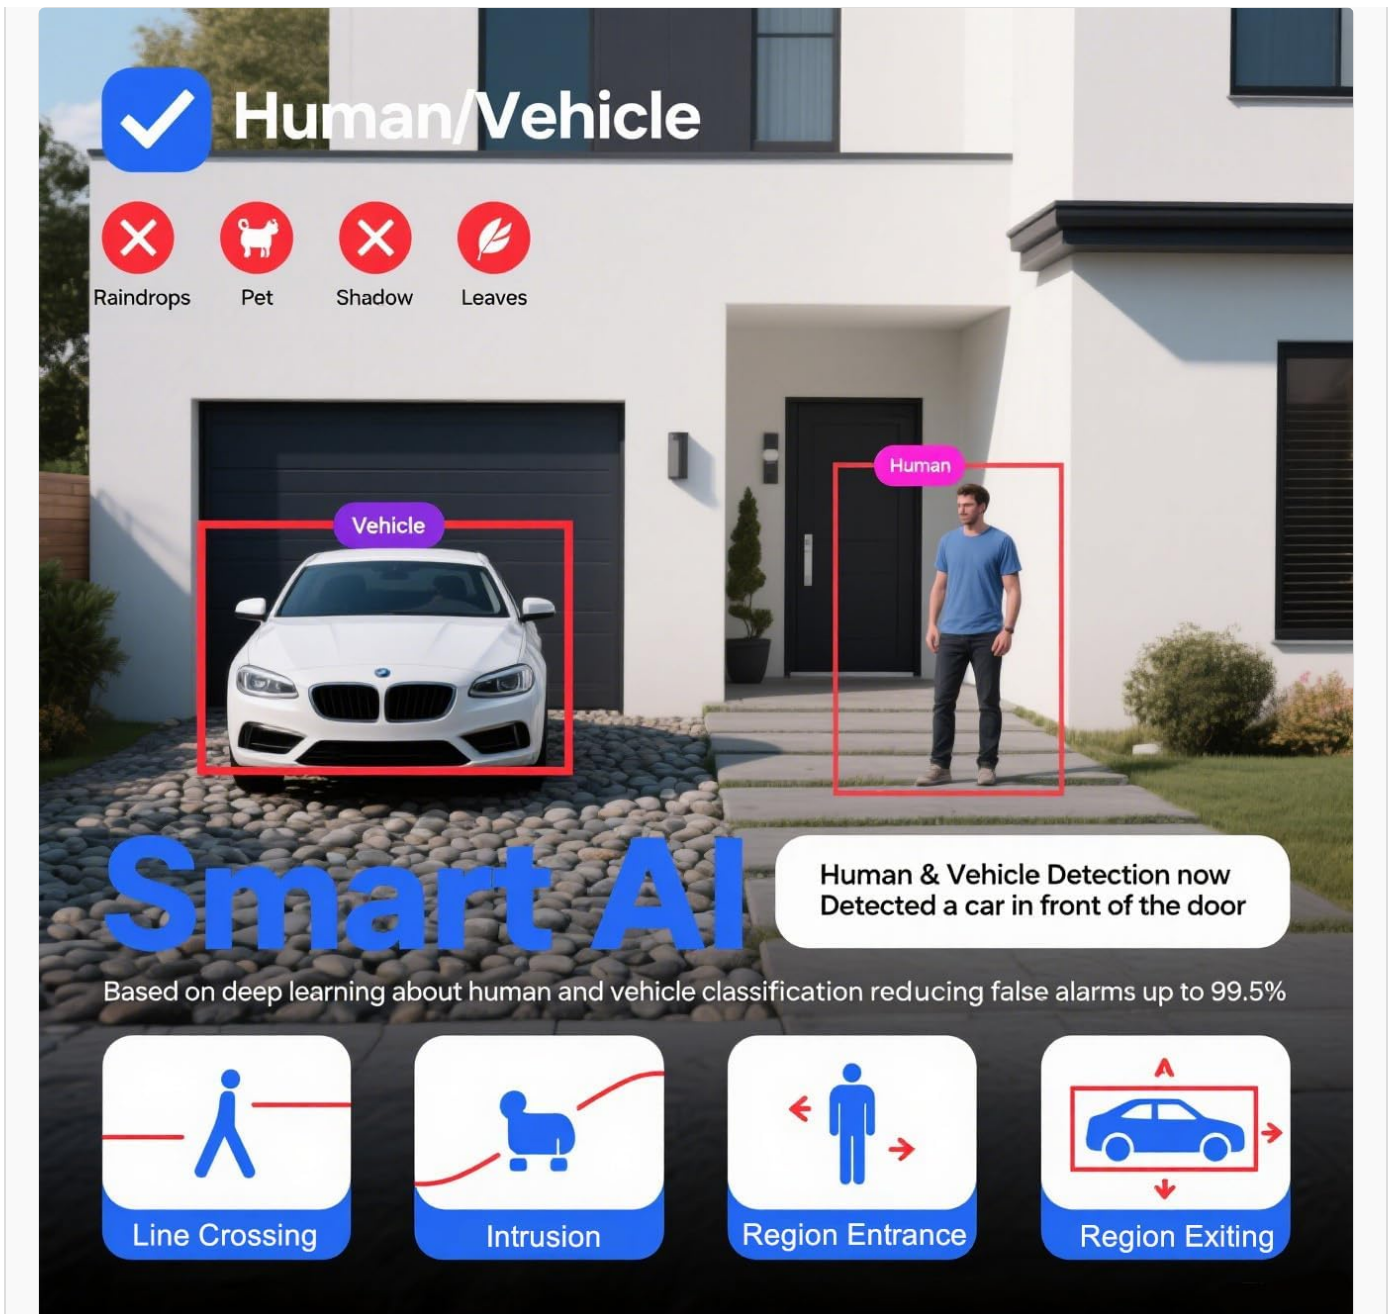 Human/Vehicle
Raindrops
Pet
Shadow
Leaves
Human
Vehicle
Smart AI
Human & Vehicle Detection now
Detected a car in front of the door
Based on deep learning about human and vehicle classification reducing false alarms up to 99.5%
Line Crossing
Intrusion
Region Entrance
Region Exiting